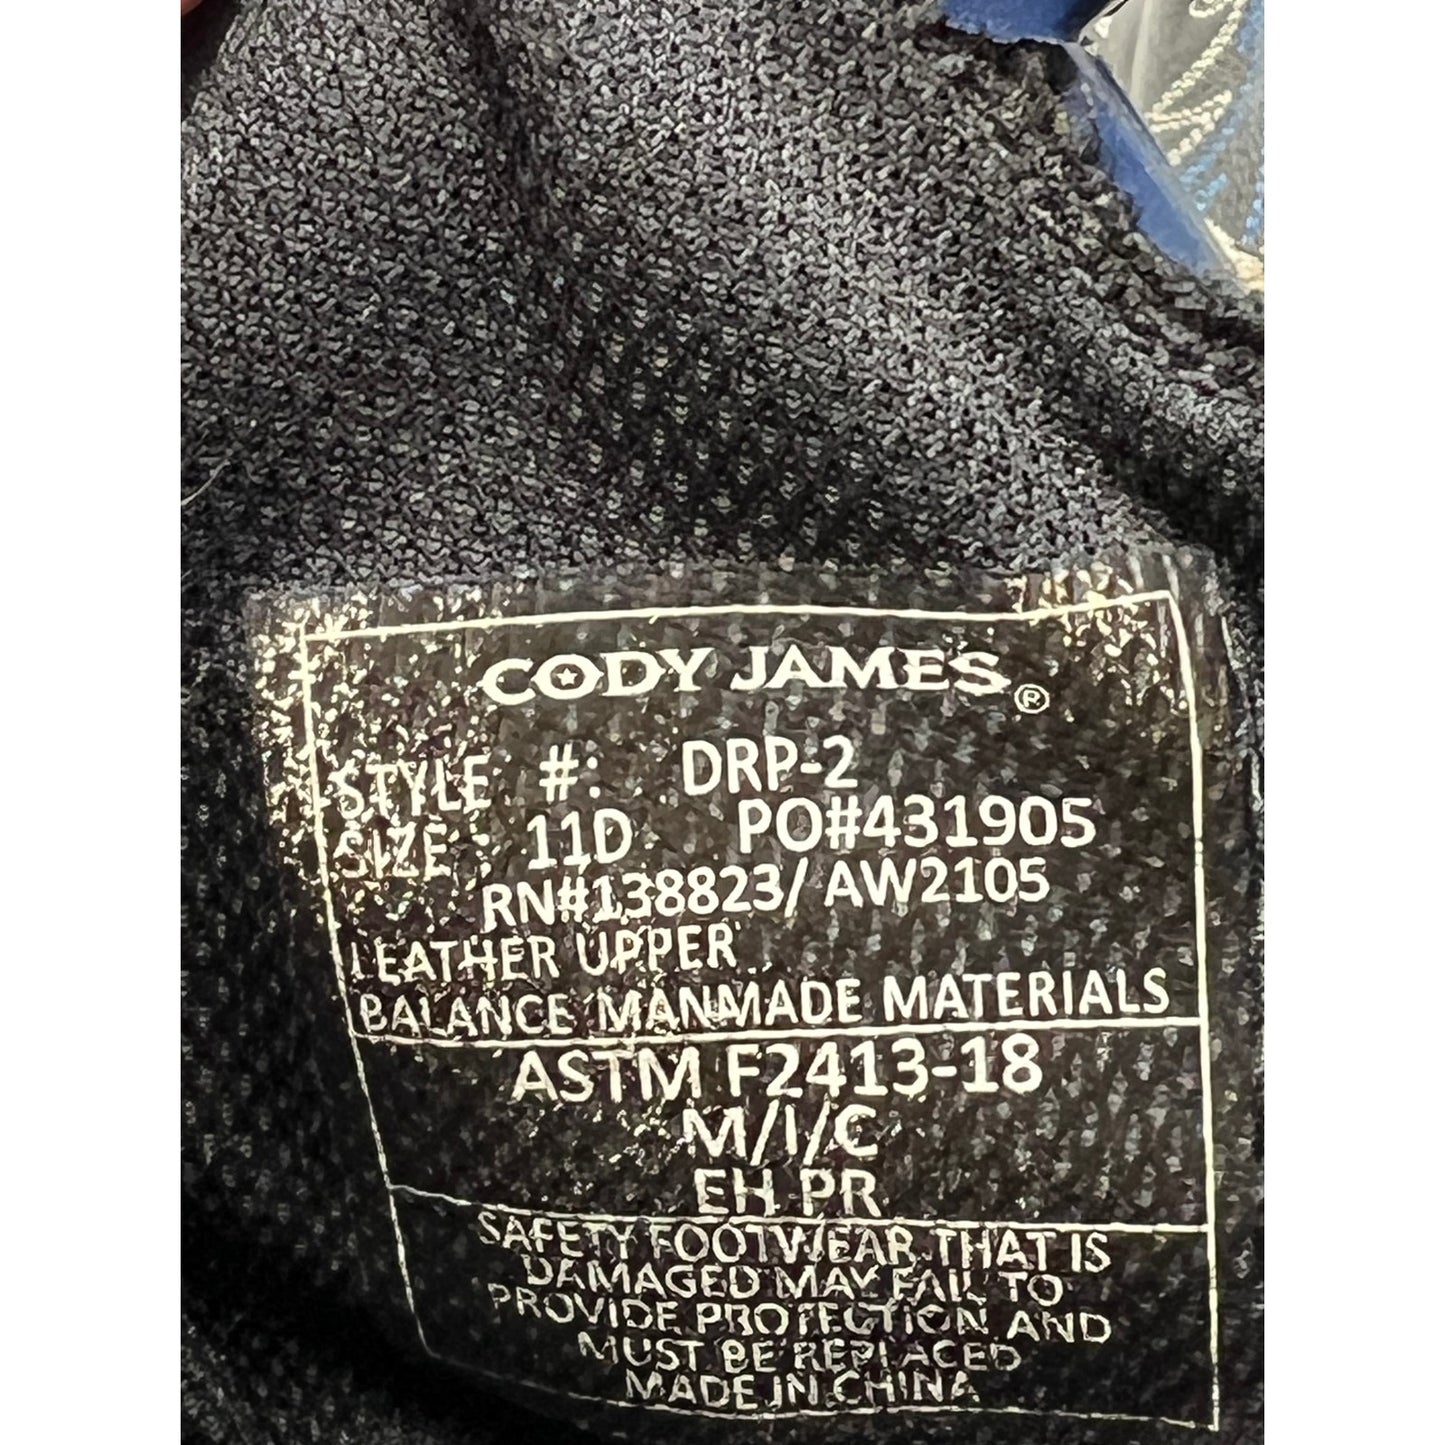 CODY JAMES®
STYLE #: DRP-2
SIZE : 11D PO#431905
RN#138823/ AW2105
LEATHER UPPER
BALANCE MANMADE MATERIALS
ASTM F2413-18
M/I/C
EH PR
SAFETY FOOTWEAR THAT IS
DAMAGED MAY FAIL TO
PROVIDE PROTECTION AND
MUST BE REPLACED
MADE IN CHINA